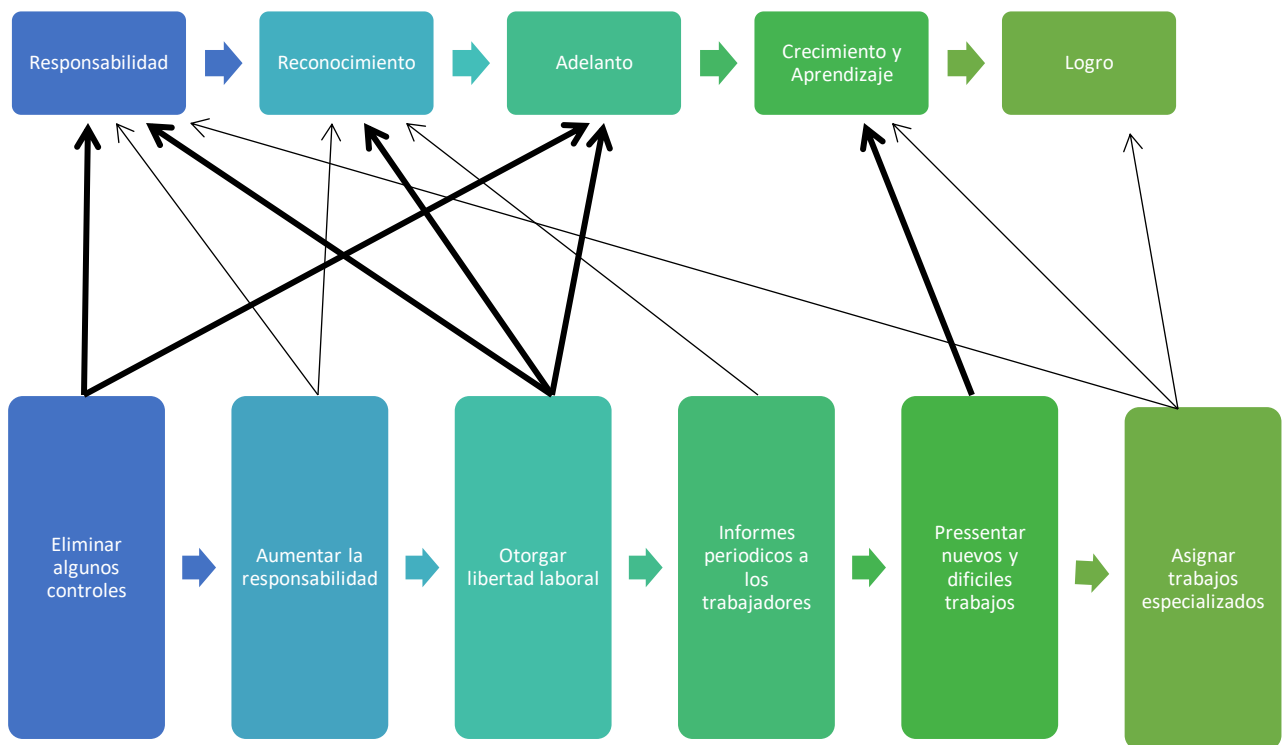 Responsabilidad
Reconocimiento
Adelanto
Crecimiento y
Aprendizaje
Logro
Eliminar
algunos
controles
Aumentar la
responsabilidad
Otorgar
libertad laboral
Informes
periodicos a
los
trabajadores
Pressentar
nuevos y
dificiles
trabajos
Asignar
trabajos
especializados